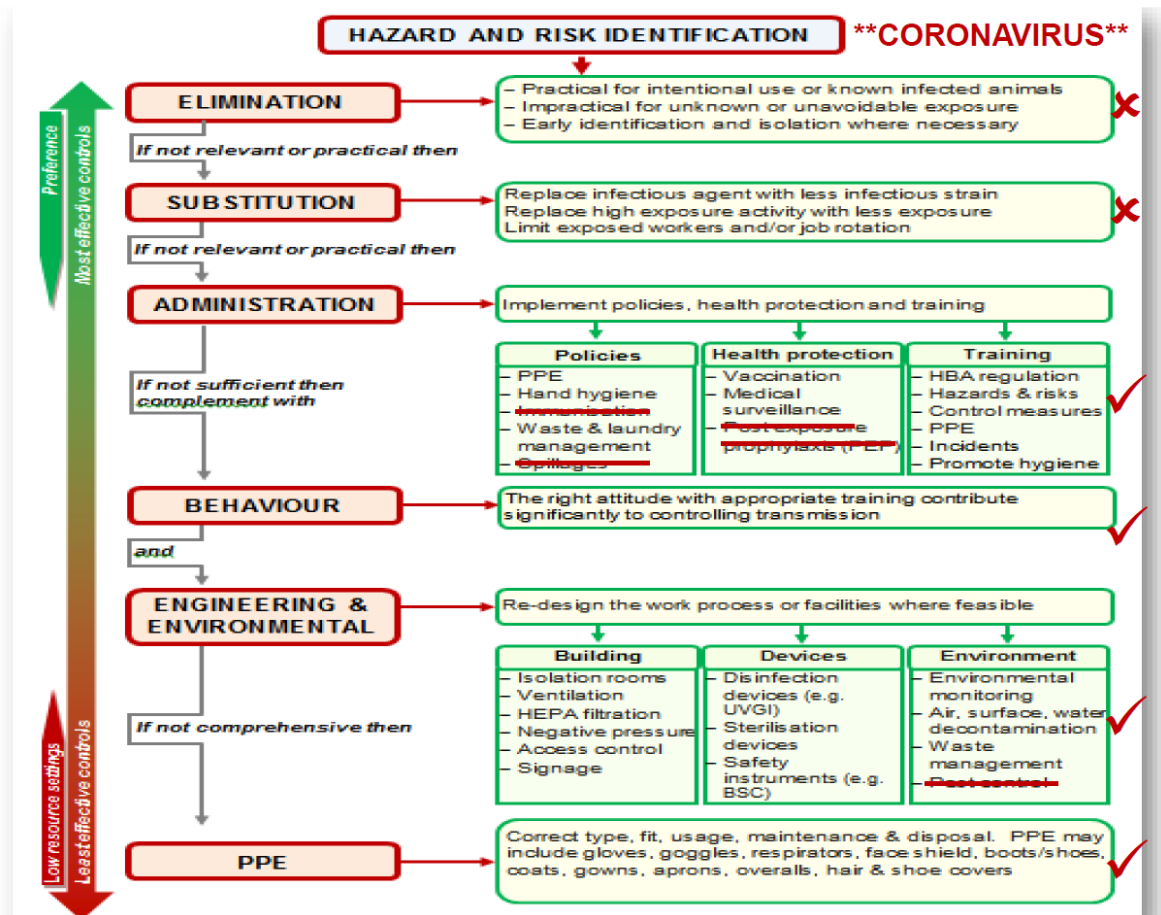 HAZARD AND RISK IDENTIFICATION **CORONAVIRUS**
ELIMINATION
– Practical for intentional use or known infected animals
– Impractical for unknown or unavoidable exposure
– Early identification and isolation where necessary
If not relevant or practical then
SUBSTITUTION
Replace infectious agent with less infectious strain
Replace high exposure activity with less exposure
Limit exposed workers and/or job rotation
If not relevant or practical then
ADMINISTRATION
Implement policies, health protection and training
Policies
– PPE
– Hand hygiene
– Immunisation
– Waste & laundry
management
– Spillages
Health protection
– Vaccination
– Medical
surveillance
– Post exposure
prophylaxis (PEP)
Training
– HBA regulation
– Hazards & risks
– Control measures
– PPE
– Incidents
– Promote hygiene
If not sufficient then
complement with
BEHAVIOUR
The right attitude with appropriate training contribute
significantly to controlling transmission
and
ENGINEERING &
ENVIRONMENTAL
Re-design the work process or facilities where feasible
Building
– Isolation rooms
– Ventilation
– HEPA filtration
– Negative pressure
– Access control
– Signage
Devices
– Disinfection
devices (e.g.
UVGI)
– Sterilisation
devices
– Safety
instruments (e.g.
BSC)
Environment
– Environmental
monitoring
– Air, surface, water
decontamination
– Waste
management
– Pest control
If not comprehensive then
PPE
Correct type, fit, usage, maintenance & disposal. PPE may
include gloves, goggles, respirators, face shield, boots/shoes,
coats, gowns, aprons, overalls, hair & shoe covers
Preference
Most effective controls
Low resource settings
Least effective controls